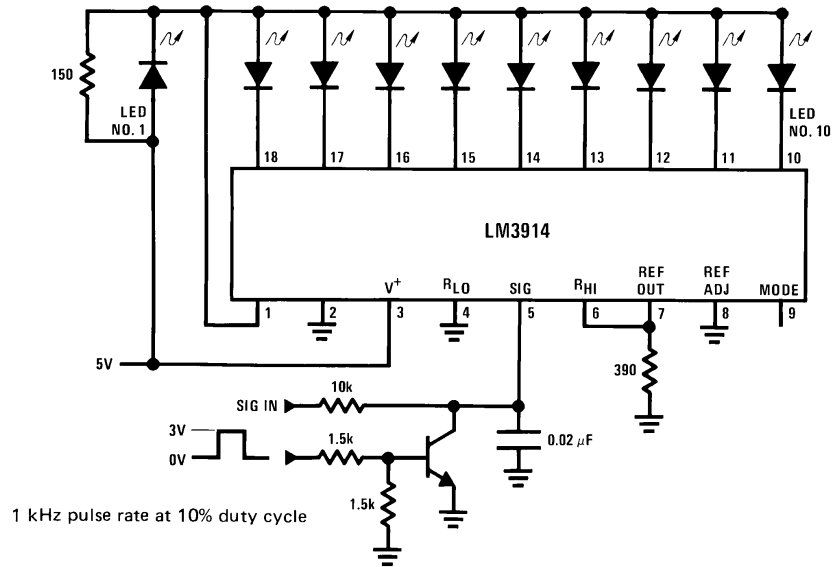 150
LED
NO. 1
LED
NO. 10
18 17 16 15 14 13 12 11 10
LM3914
V+ RLO SIG RHI REF OUT REF ADJ MODE
1 2 3 4 5 6 7 8 9
5V
390
10k
SIG IN
3V
0V
1.5k
0.02 μF
1.5k
1 kHz pulse rate at 10% duty cycle